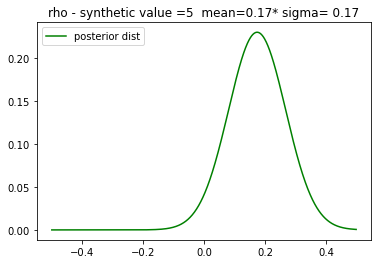 rho - synthetic value =5  mean=0.17* sigma= 0.17
posterior dist
0.20
0.15
0.10
0.05
0.00
−0.4 −0.2 0.0 0.2 0.4